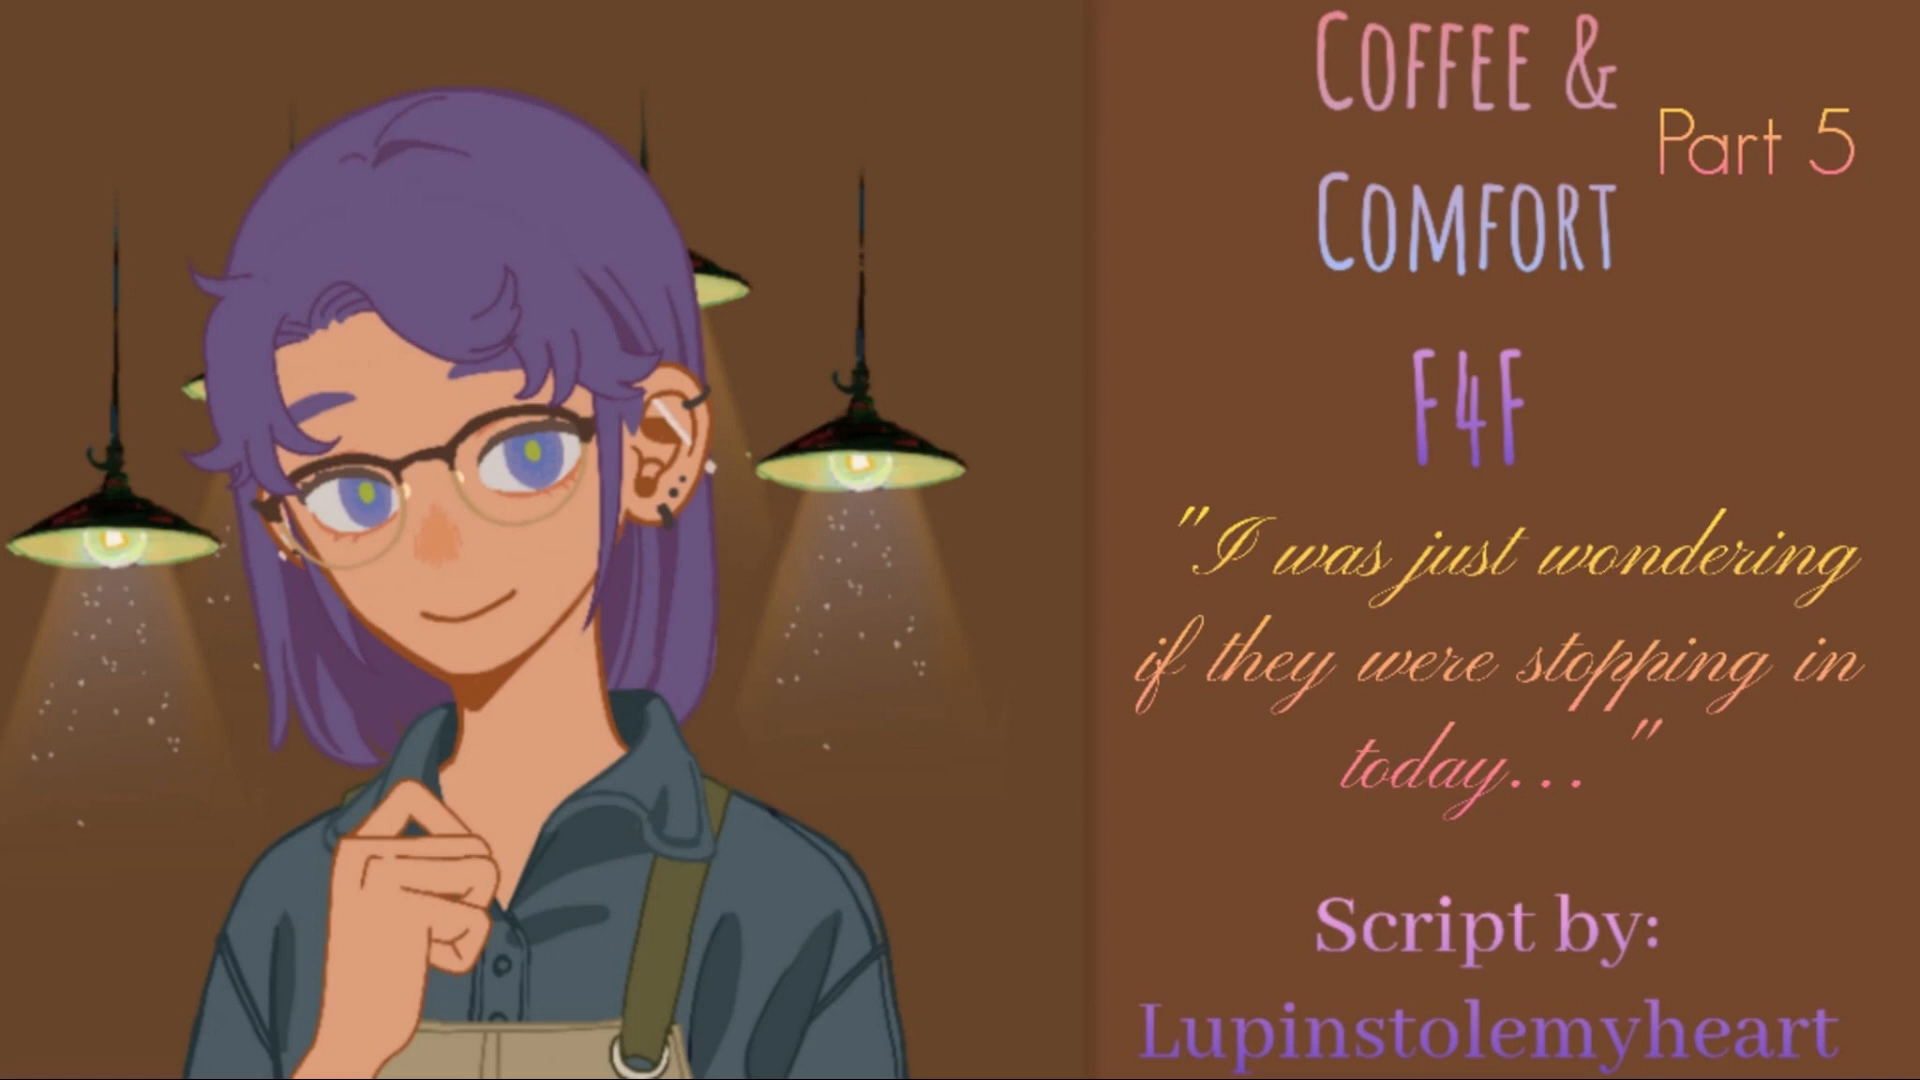 Coffee &
Comfort
Part 5
F4F
"I was just wondering
if they were stopping in
today..."
Script by:
Lupinstolemyheart